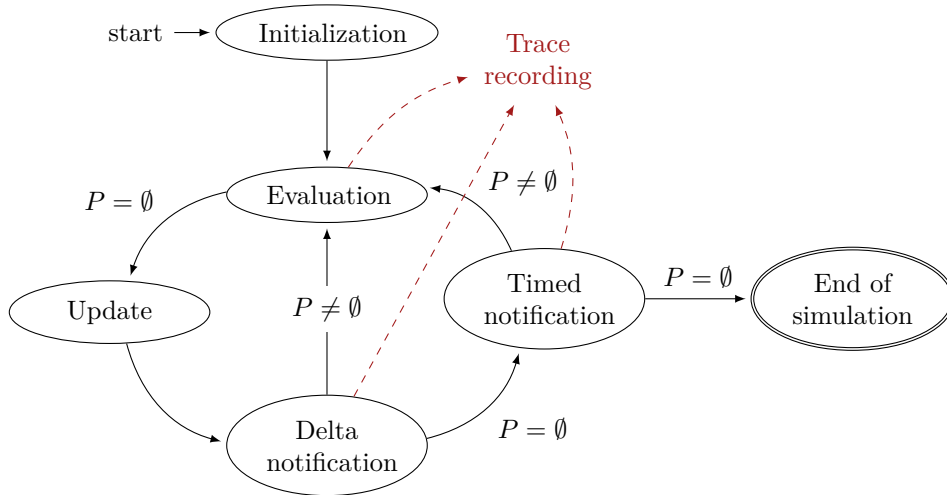 start
Initialization
Trace
recording
Evaluation
P ≠ ∅
P = ∅
Update
P ≠ ∅
Timed
notification
P = ∅
End of
simulation
Delta
notification
P = ∅